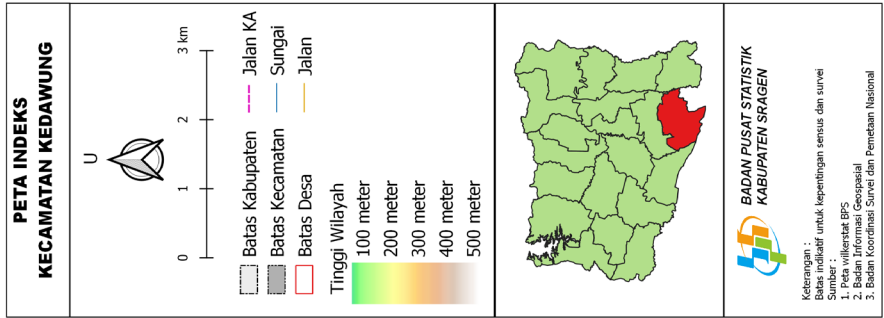 PETA INDEKS
KECAMATAN KEDAWUNG
U
0 1 2 3 km
Batas Kabupaten
Batas Kecamatan
Batas Desa
Jalan KA
Sungai
Jalan
Tinggi Wilayah
100 meter
200 meter
300 meter
400 meter
500 meter
BADAN PUSAT STATISTIK
KABUPATEN SRAGEN
Keterangan :
Batas indikatif untuk kepentingan sensus dan survei
Sumber :
1. Peta wilkerstat BPS
2. Badan Informasi Geospasial
3. Badan Koordinasi Survei dan Pemetaan Nasional